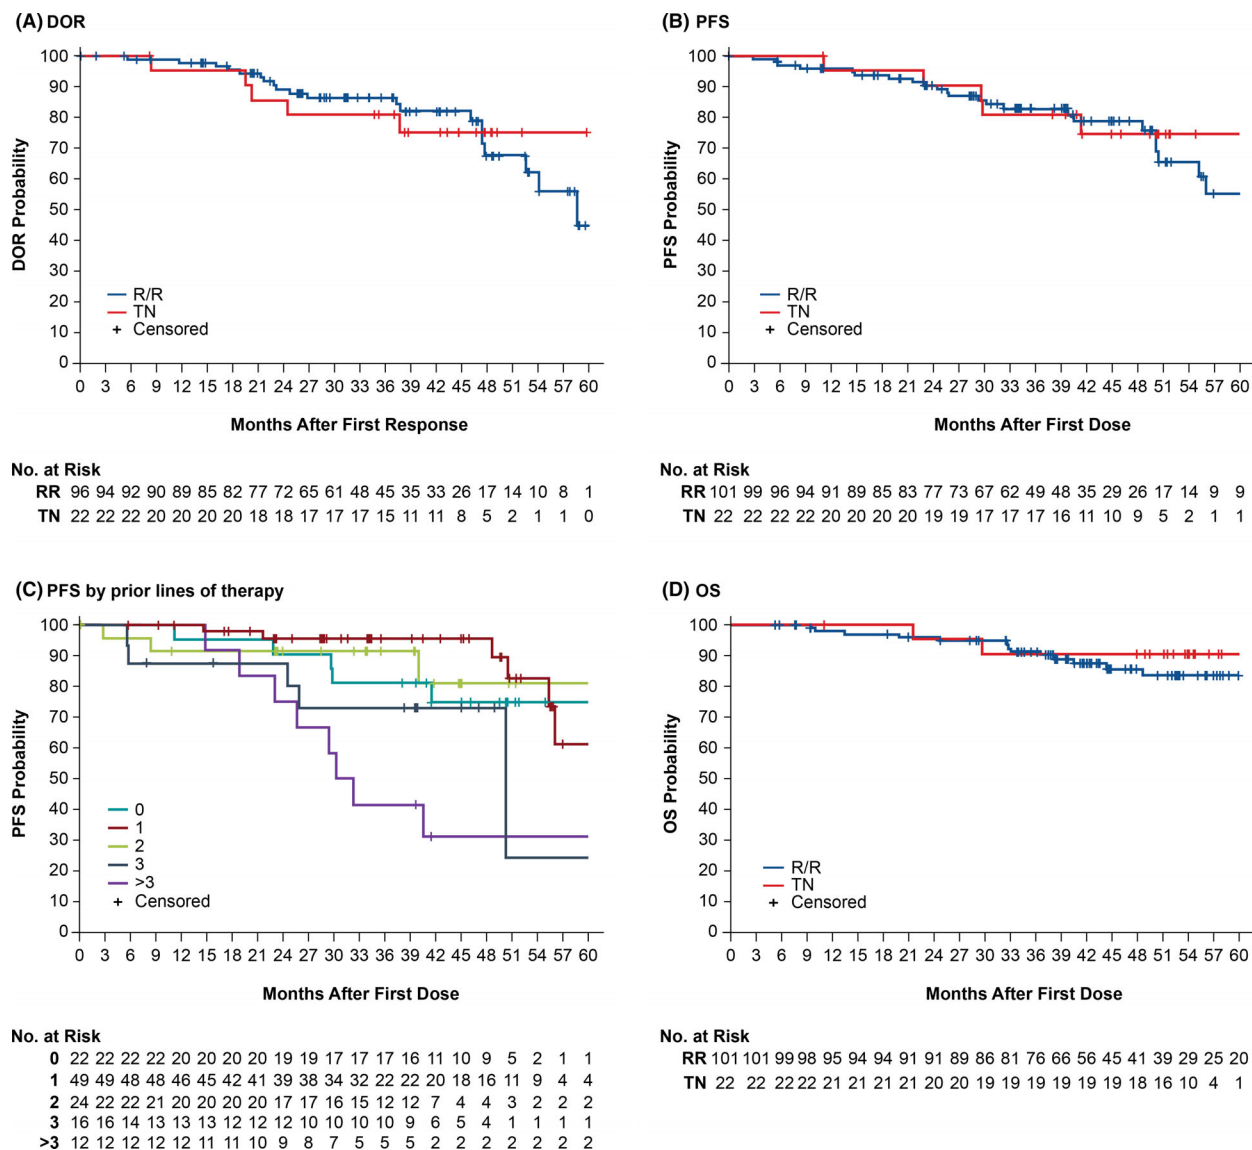 (A) DOR
100
90
80
70
60
50
40
30
20
10
0
DOR Probability
R/R
TN
+ Censored
0 3 6 9 12 15 18 21 24 27 30 33 36 39 42 45 48 51 54 57 60
Months After First Response
No. at Risk
RR 96 94 92 90 89 85 82 77 72 65 61 48 45 35 33 26 17 14 10 8 1
TN 22 22 22 20 20 20 20 18 18 17 17 17 15 11 11 8 5 2 1 1 0
(B) PFS
100
90
80
70
60
50
40
30
20
10
0
PFS Probability
R/R
TN
+ Censored
0 3 6 9 12 15 18 21 24 27 30 33 36 39 42 45 48 51 54 57 60
Months After First Dose
No. at Risk
RR 101 99 96 94 91 89 85 83 77 73 67 62 49 48 35 29 26 17 14 9 9
TN 22 22 22 22 20 20 20 20 19 19 17 17 17 16 11 10 9 5 2 1 1
(C) PFS by prior lines of therapy
100
90
80
70
60
50
40
30
20
10
0
PFS Probability
0
1
2
3
>3
+ Censored
0 3 6 9 12 15 18 21 24 27 30 33 36 39 42 45 48 51 54 57 60
Months After First Dose
No. at Risk
0 22 22 22 22 20 20 20 20 19 19 17 17 17 16 11 10 9 5 2 1 1
1 49 49 48 48 46 45 42 41 39 38 34 32 22 22 20 18 16 11 9 4 4
2 24 22 22 21 20 20 20 20 17 17 16 15 12 12 7 4 4 3 2 2 2
3 16 16 14 13 13 13 12 12 12 10 10 10 10 9 6 5 4 1 1 1 1
>3 12 12 12 12 12 11 11 10 9 8 7 5 5 5 2 2 2 2 2 2 2
(D) OS
100
90
80
70
60
50
40
30
20
10
0
OS Probability
R/R
TN
+ Censored
0 3 6 9 12 15 18 21 24 27 30 33 36 39 42 45 48 51 54 57 60
Months After First Dose
No. at Risk
RR 101 101 99 98 95 94 94 91 91 89 86 81 76 66 56 45 41 39 29 25 20
TN 22 22 22 22 21 21 21 21 20 20 19 19 19 19 19 19 18 16 10 4 1